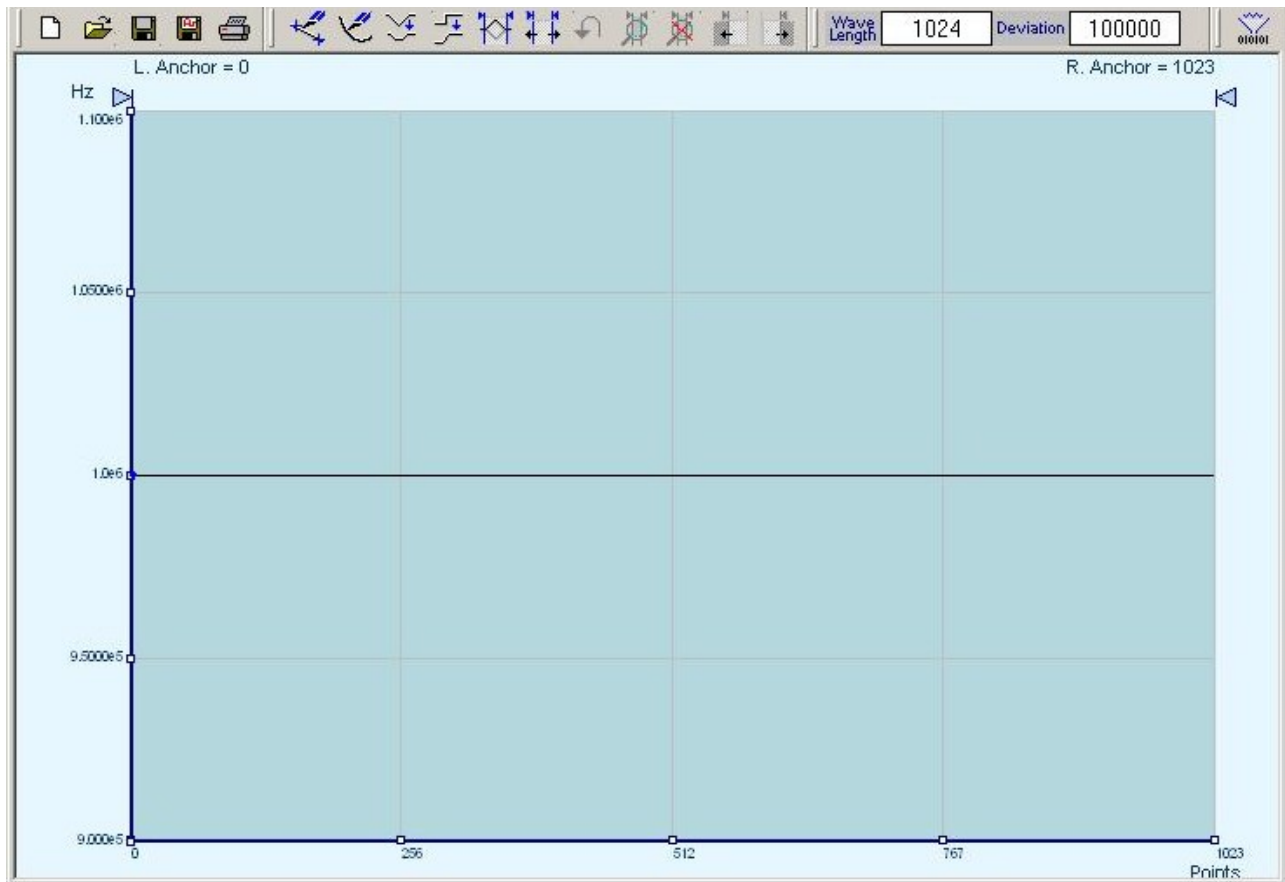 Wave Length 1024 Deviation 100000 010101
L. Anchor = 0 R. Anchor = 1023
Hz
1.100e6
1.0500e6
1.0e6
9.5000e5
9.000e5
0 256 512 767 1023
Points